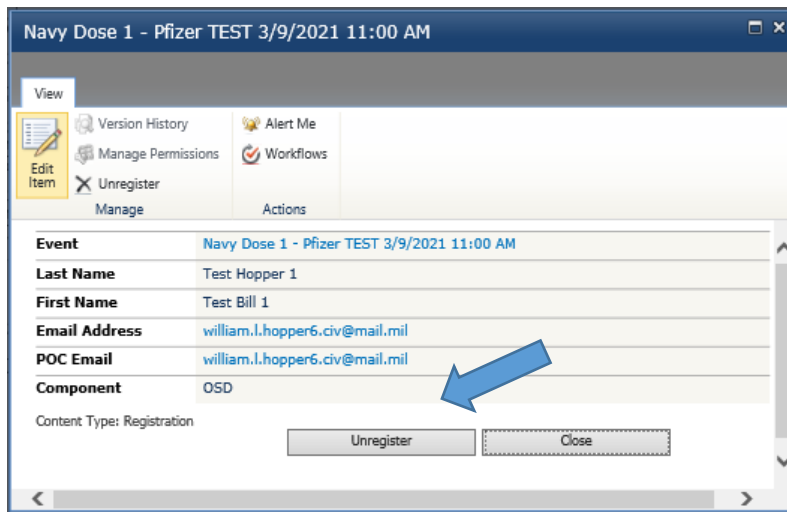 Navy Dose 1 - Pfizer TEST 3/9/2021 11:00 AM
View
Edit Item
Version History
Manage Permissions
Unregister
Manage
Alert Me
Workflows
Actions
Event Navy Dose 1 - Pfizer TEST 3/9/2021 11:00 AM
Last Name Test Hopper 1
First Name Test Bill 1
Email Address william.l.hopper6.civ@mail.mil
POC Email william.l.hopper6.civ@mail.mil
Component OSD
Content Type: Registration
Unregister Close